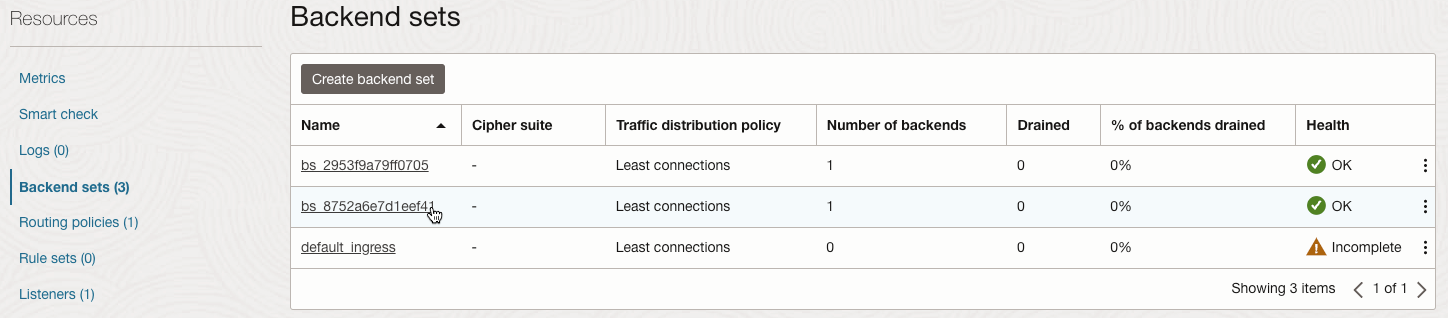 Resources
Metrics
Smart check
Logs (0)
Backend sets (3)
Routing policies (1)
Rule sets (0)
Listeners (1)
Backend sets
Create backend set
Name Cipher suite Traffic distribution policy Number of backends Drained % of backends drained Health
bs_2953f9a79ff0705 - Least connections 1 0 0% OK
bs_8752a6e7d1eef41 - Least connections 1 0 0% OK
default_ingress - Least connections 0 0 0% Incomplete
Showing 3 items 1 of 1